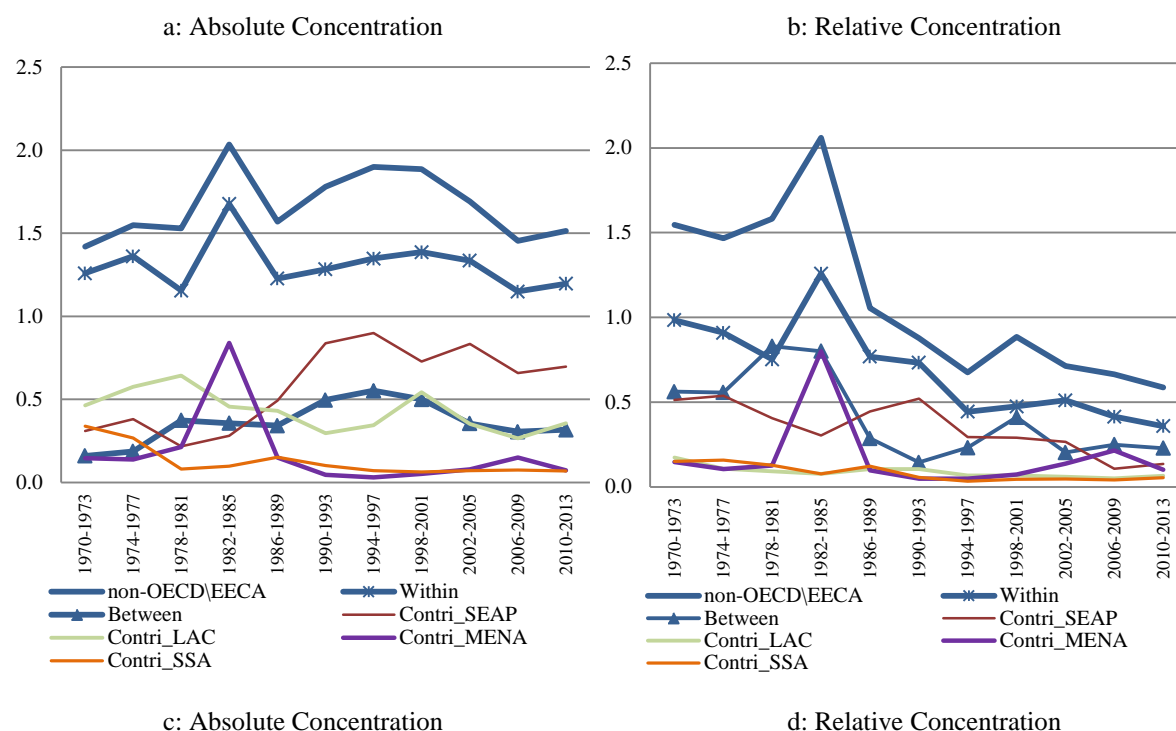 a: Absolute Concentration
b: Relative Concentration
2.5
2.0
1.5
1.0
0.5
0.0
1970-1973
1974-1977
1978-1981
1982-1985
1986-1989
1990-1993
1994-1997
1998-2001
2002-2005
2006-2009
2010-2013
non-OECD\EECA
Within
Between
Contri_SEAP
Contri_LAC
Contri_MENA
Contri_SSA
2.5
2.0
1.5
1.0
0.5
0.0
1970-1973
1974-1977
1978-1981
1982-1985
1986-1989
1990-1993
1994-1997
1998-2001
2002-2005
2006-2009
2010-2013
non-OECD\EECA
Within
Between
Contri_SEAP
Contri_LAC
Contri_MENA
Contri_SSA
c: Absolute Concentration
d: Relative Concentration